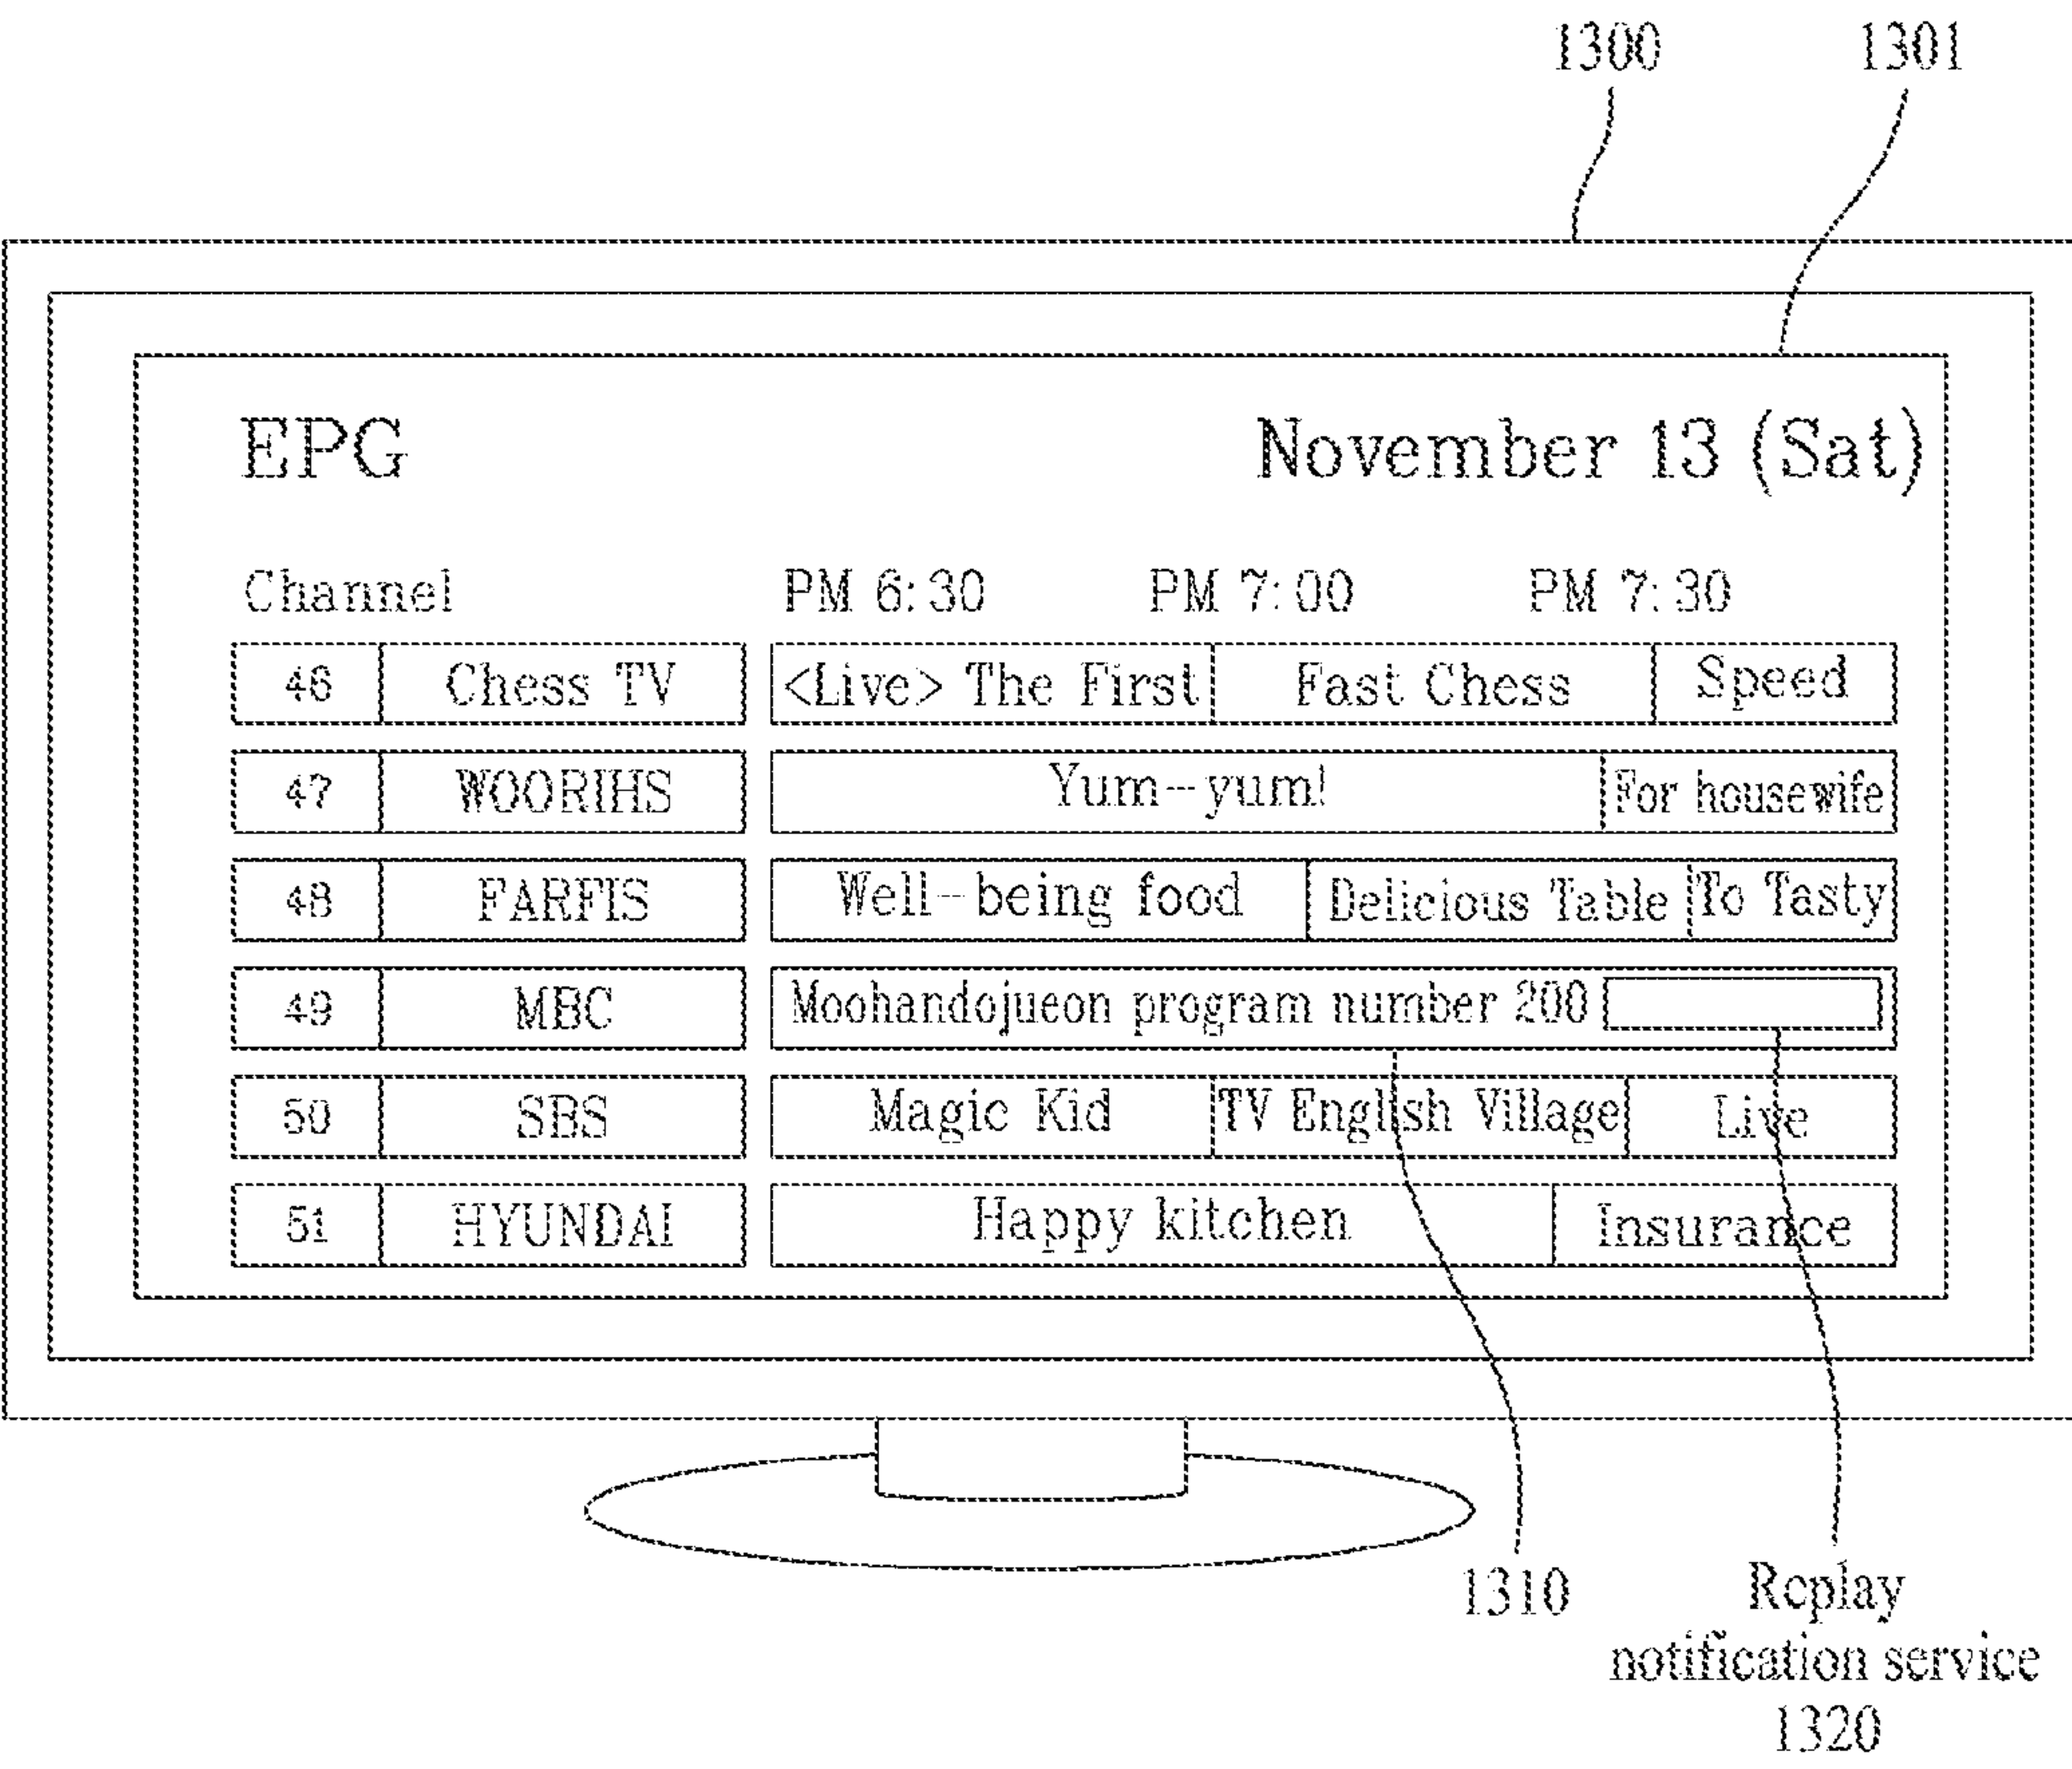 1300 1301
EPG November 13 (Sat)
Channel PM 6:30 PM 7:00 PM 7:30
46 Chess TV <Live> The First Fast Chess Speed
47 WOORIHS Yum-yum! For housewife
48 FARFIS Well-being food Delicious Table To Tasty
49 MBC Moohandojueon program number 200
50 SBS Magic Kid TV English Village Live
51 HYUNDAI Happy kitchen Insurance
1310 Replay
notification service
1320